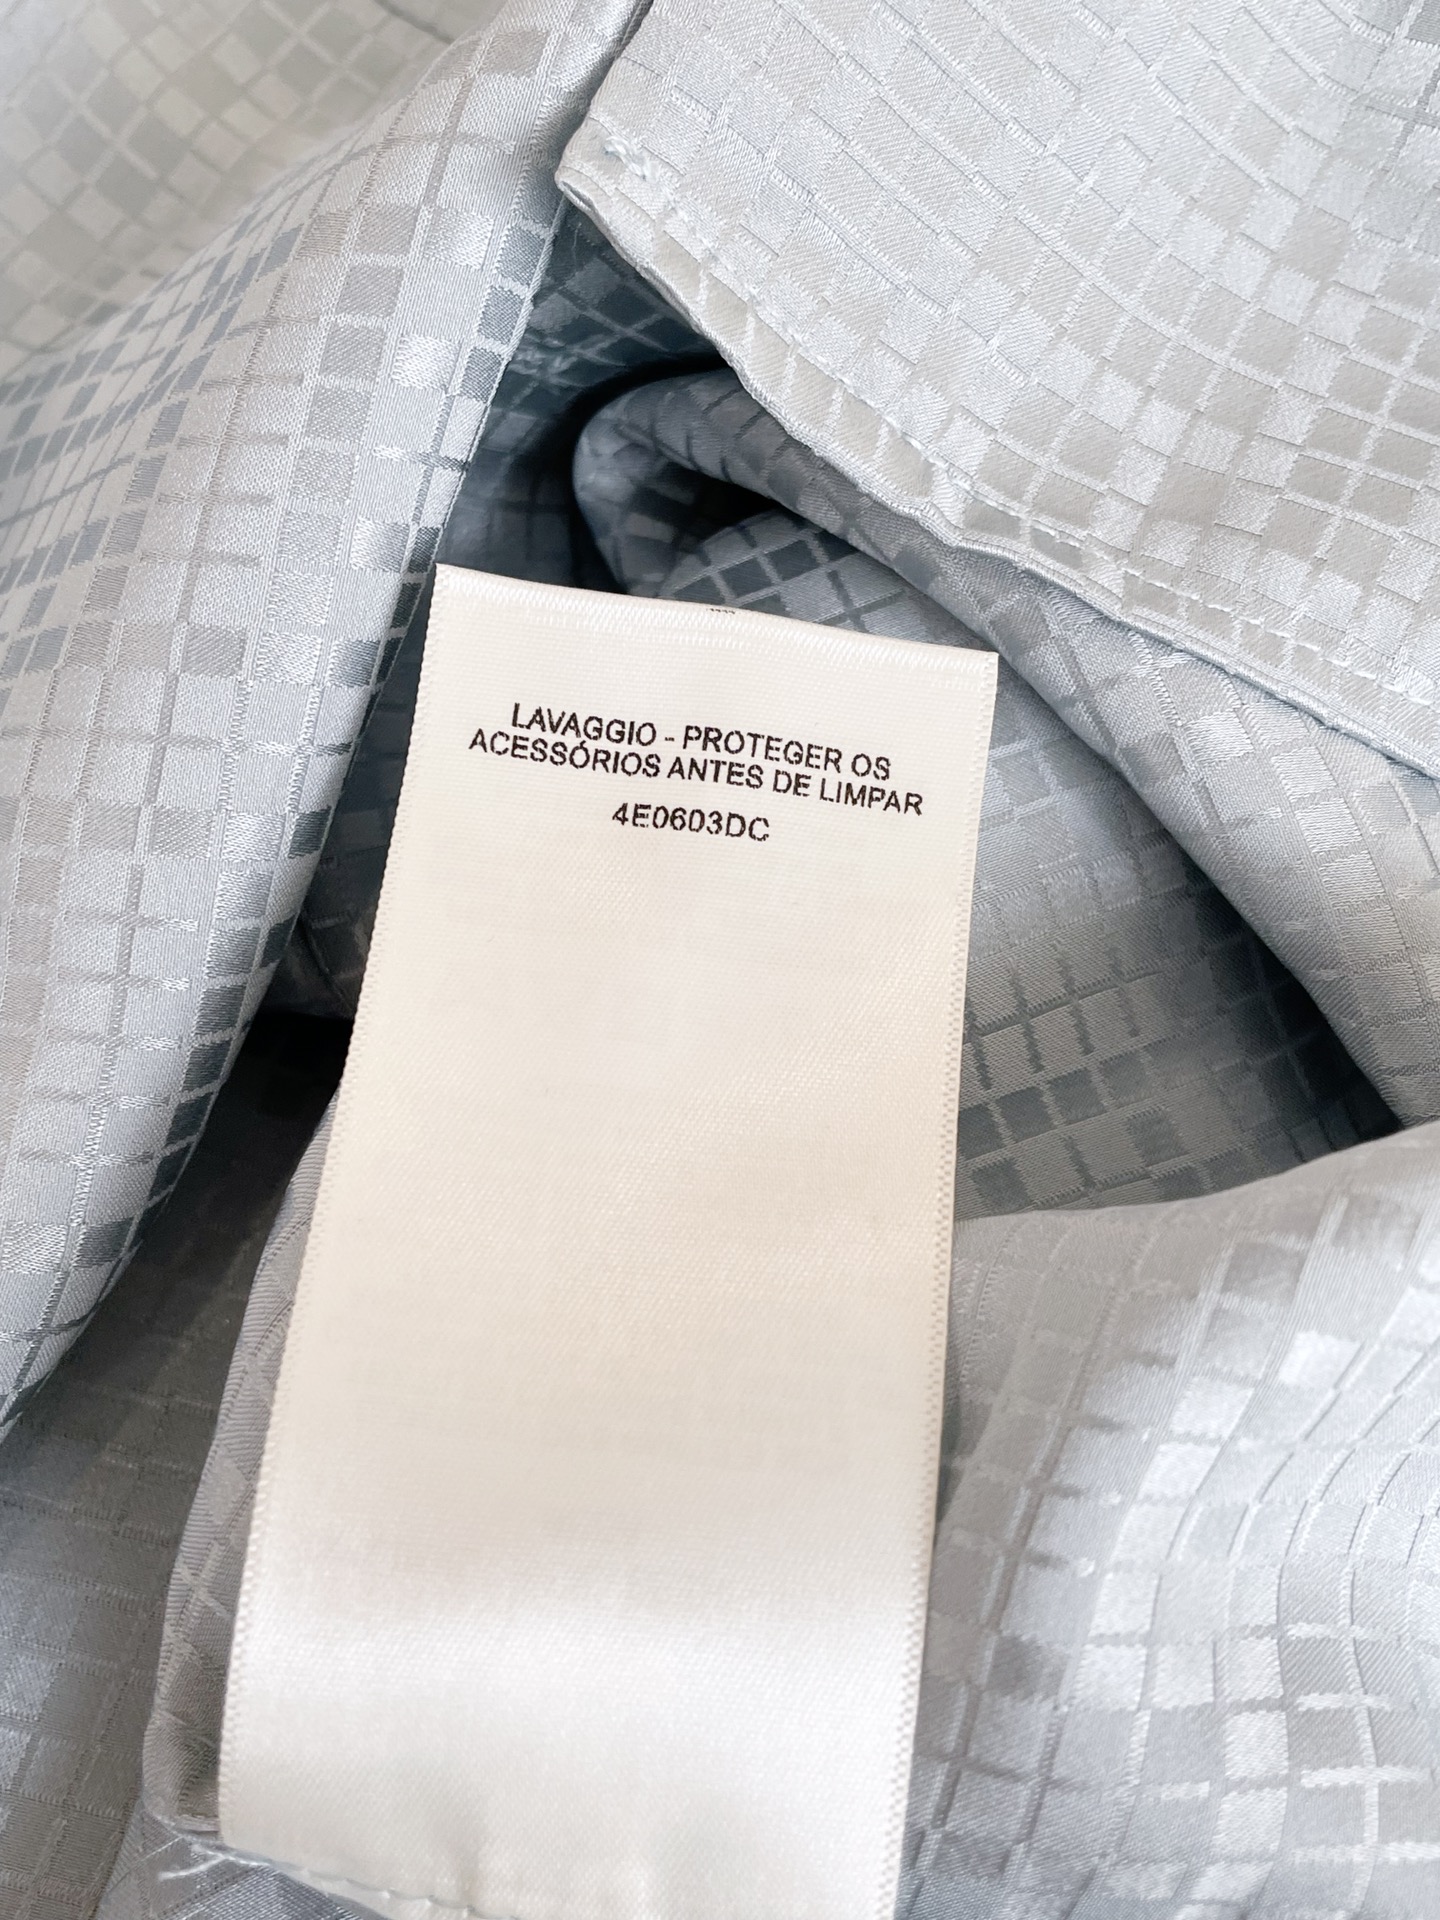 LAVAGGIO - PROTEGER OS
ACESSÓRIOS ANTES DE LIMPAR
4E0603DC